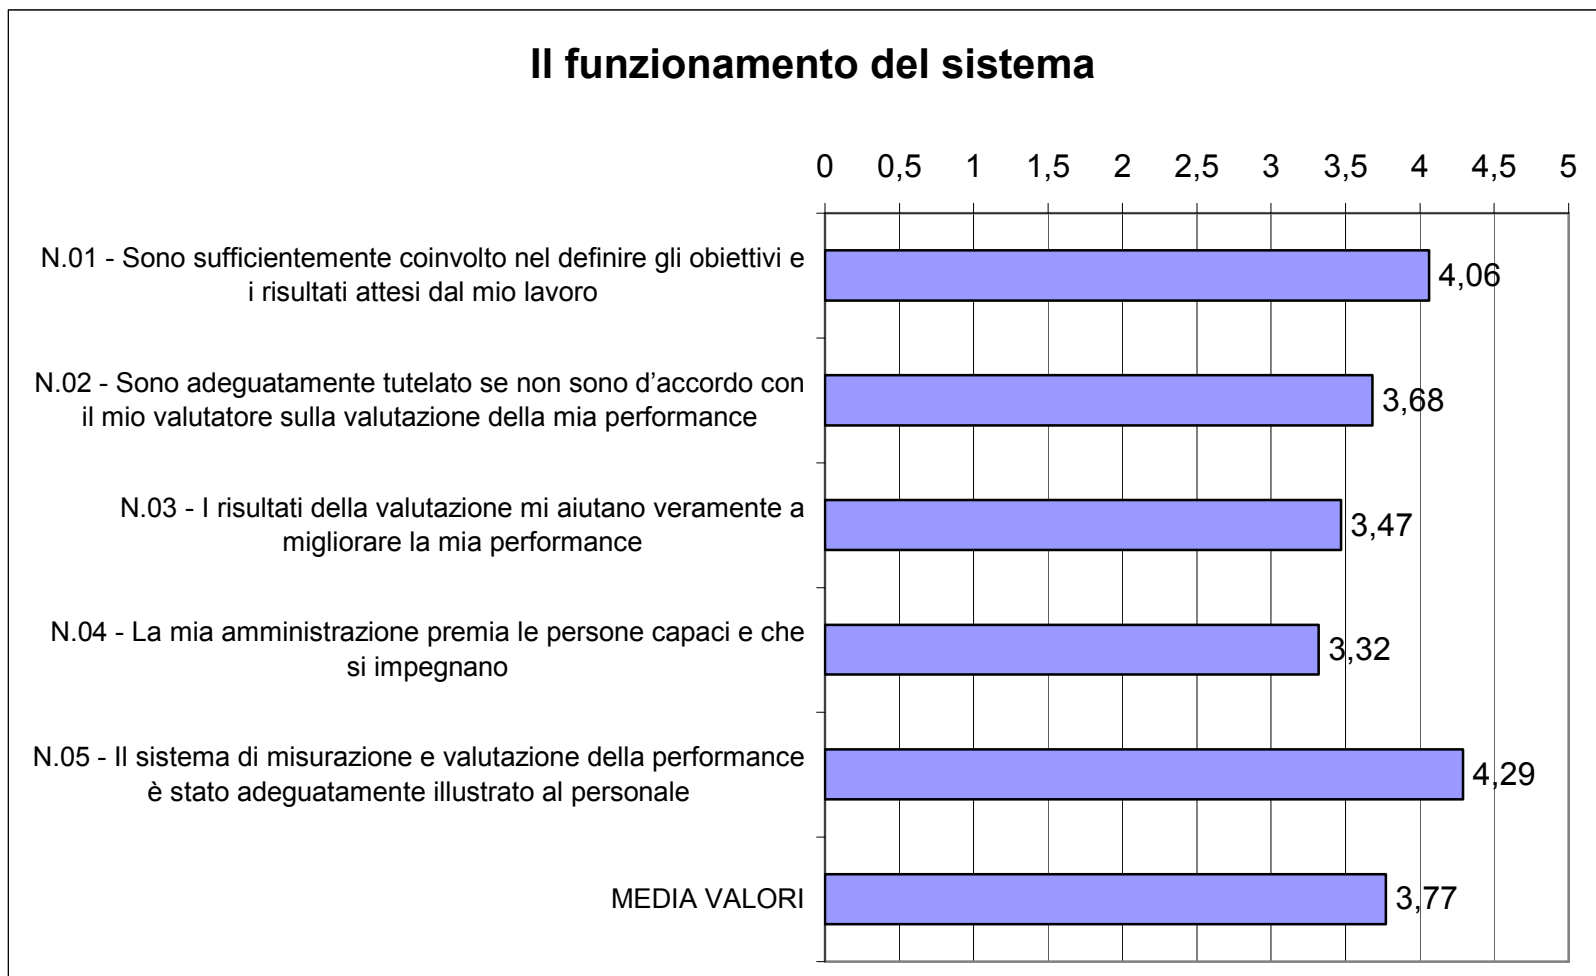 Il funzionamento del sistema
0 0,5 1 1,5 2 2,5 3 3,5 4 4,5 5
N.01 - Sono sufficientemente coinvolto nel definire gli obiettivi e
i risultati attesi dal mio lavoro
4,06
N.02 - Sono adeguatamente tutelato se non sono d’accordo con
il mio valutatore sulla valutazione della mia performance
3,68
N.03 - I risultati della valutazione mi aiutano veramente a
migliorare la mia performance
3,47
N.04 - La mia amministrazione premia le persone capaci e che
si impegnano
3,32
N.05 - Il sistema di misurazione e valutazione della performance
è stato adeguatamente illustrato al personale
4,29
MEDIA VALORI
3,77